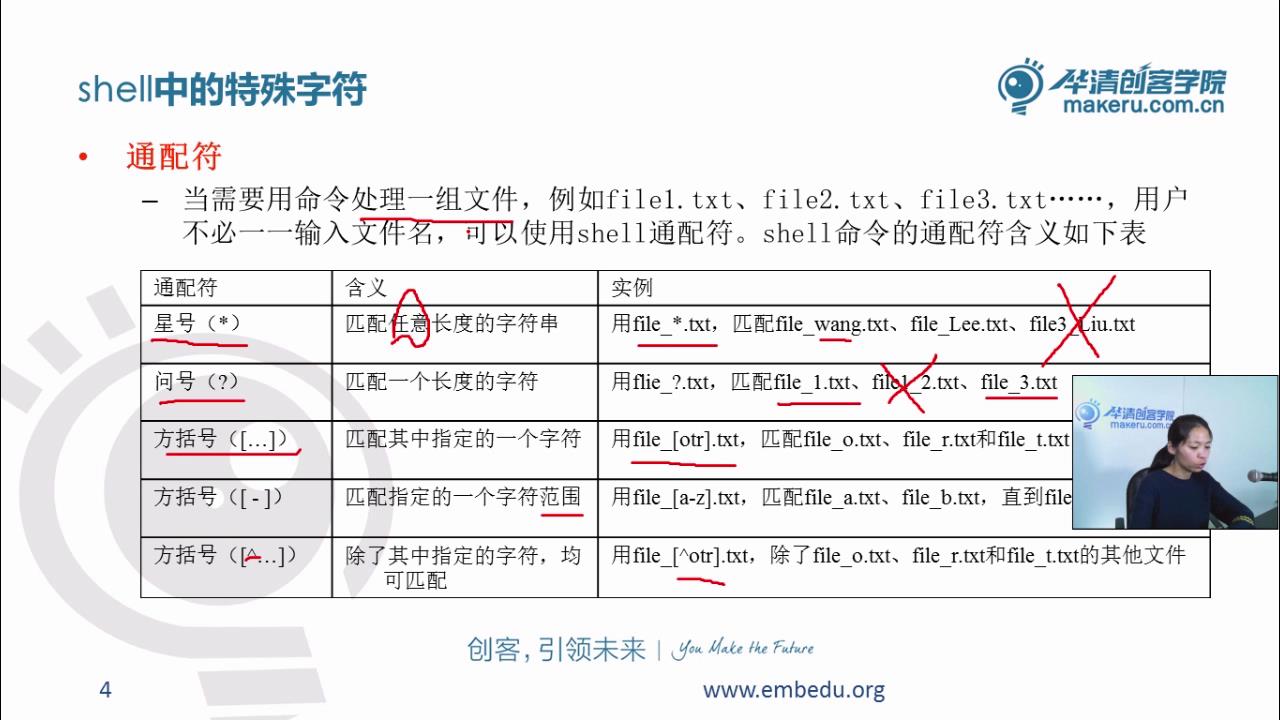 shell中的特殊字符
华清创客学院
makeru.com.cn
• 通配符
– 当需要用命令处理一组文件，例如file1.txt、file2.txt、file3.txt……，用户
不必一一输入文件名，可以使用shell通配符。shell命令的通配符含义如下表
通配符 含义 实例
星号（*） 匹配任意长度的字符串 用file_*.txt，匹配file_wang.txt、file_Lee.txt、file3_Liu.txt
问号（?） 匹配一个长度的字符 用flie_?.txt，匹配file_1.txt、file1_2.txt、file_3.txt
方括号（[…]） 匹配其中指定的一个字符 用file_[otr].txt，匹配file_o.txt、file_r.txt和file_t.txt
方括号（[ - ]） 匹配指定的一个字符范围 用file_[a-z].txt，匹配file_a.txt、file_b.txt，直到file
方括号（[^…]） 除了其中指定的字符，均 用file_[^otr].txt，除了file_o.txt、file_r.txt和file_t.txt的其他文件
可匹配
华清创客学院
makeru.com.cn
创客，引领未来 | You Make the Future
4
www.embedu.org